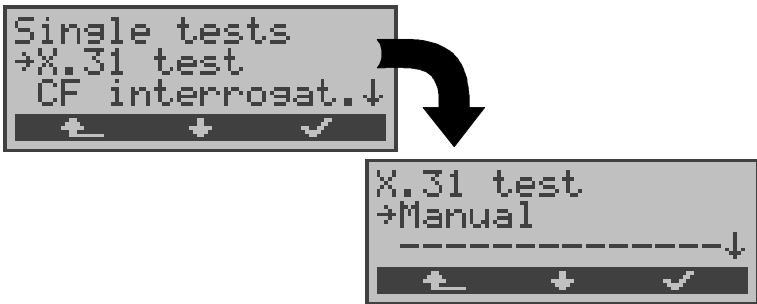 Single tests
→X.31 test
CF interrogat.↓
X.31 test
→Manual
--------------↓